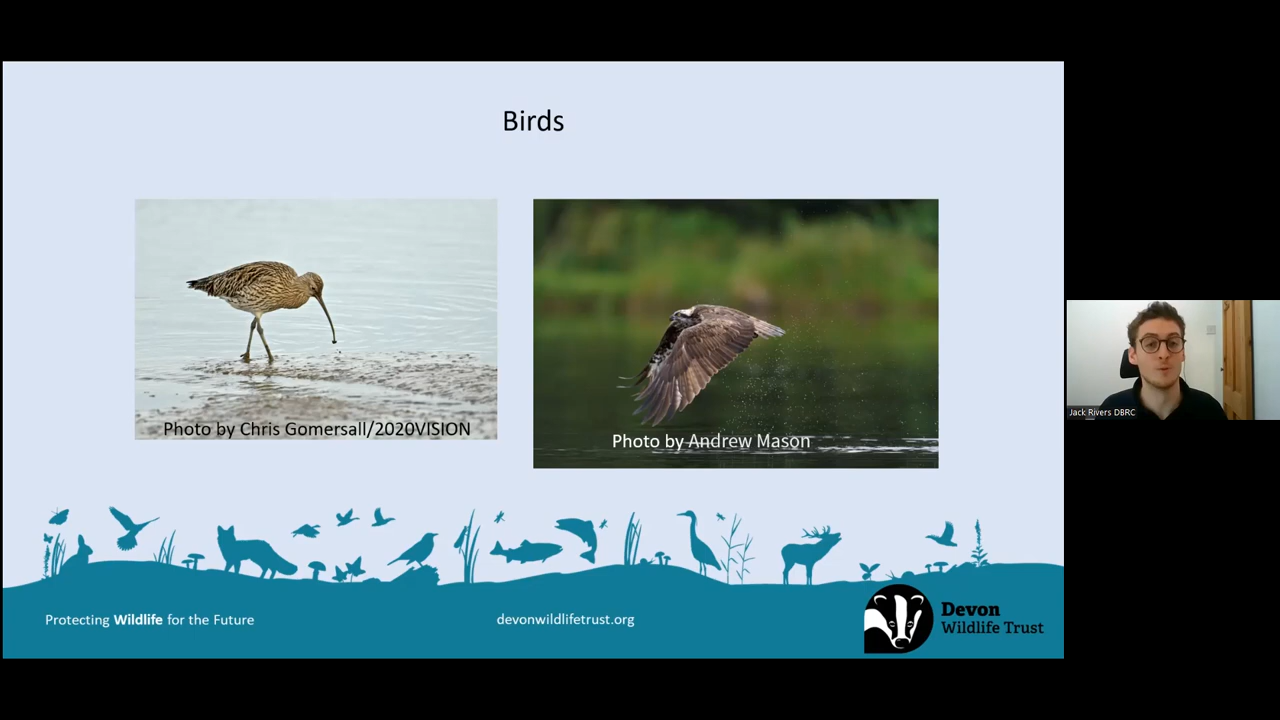 Birds
Photo by Chris Gomersall/2020VISION
Photo by Andrew Mason
Jack Rivers DBRC
Protecting Wildlife for the Future
devonwildlifetrust.org
Devon
Wildlife Trust